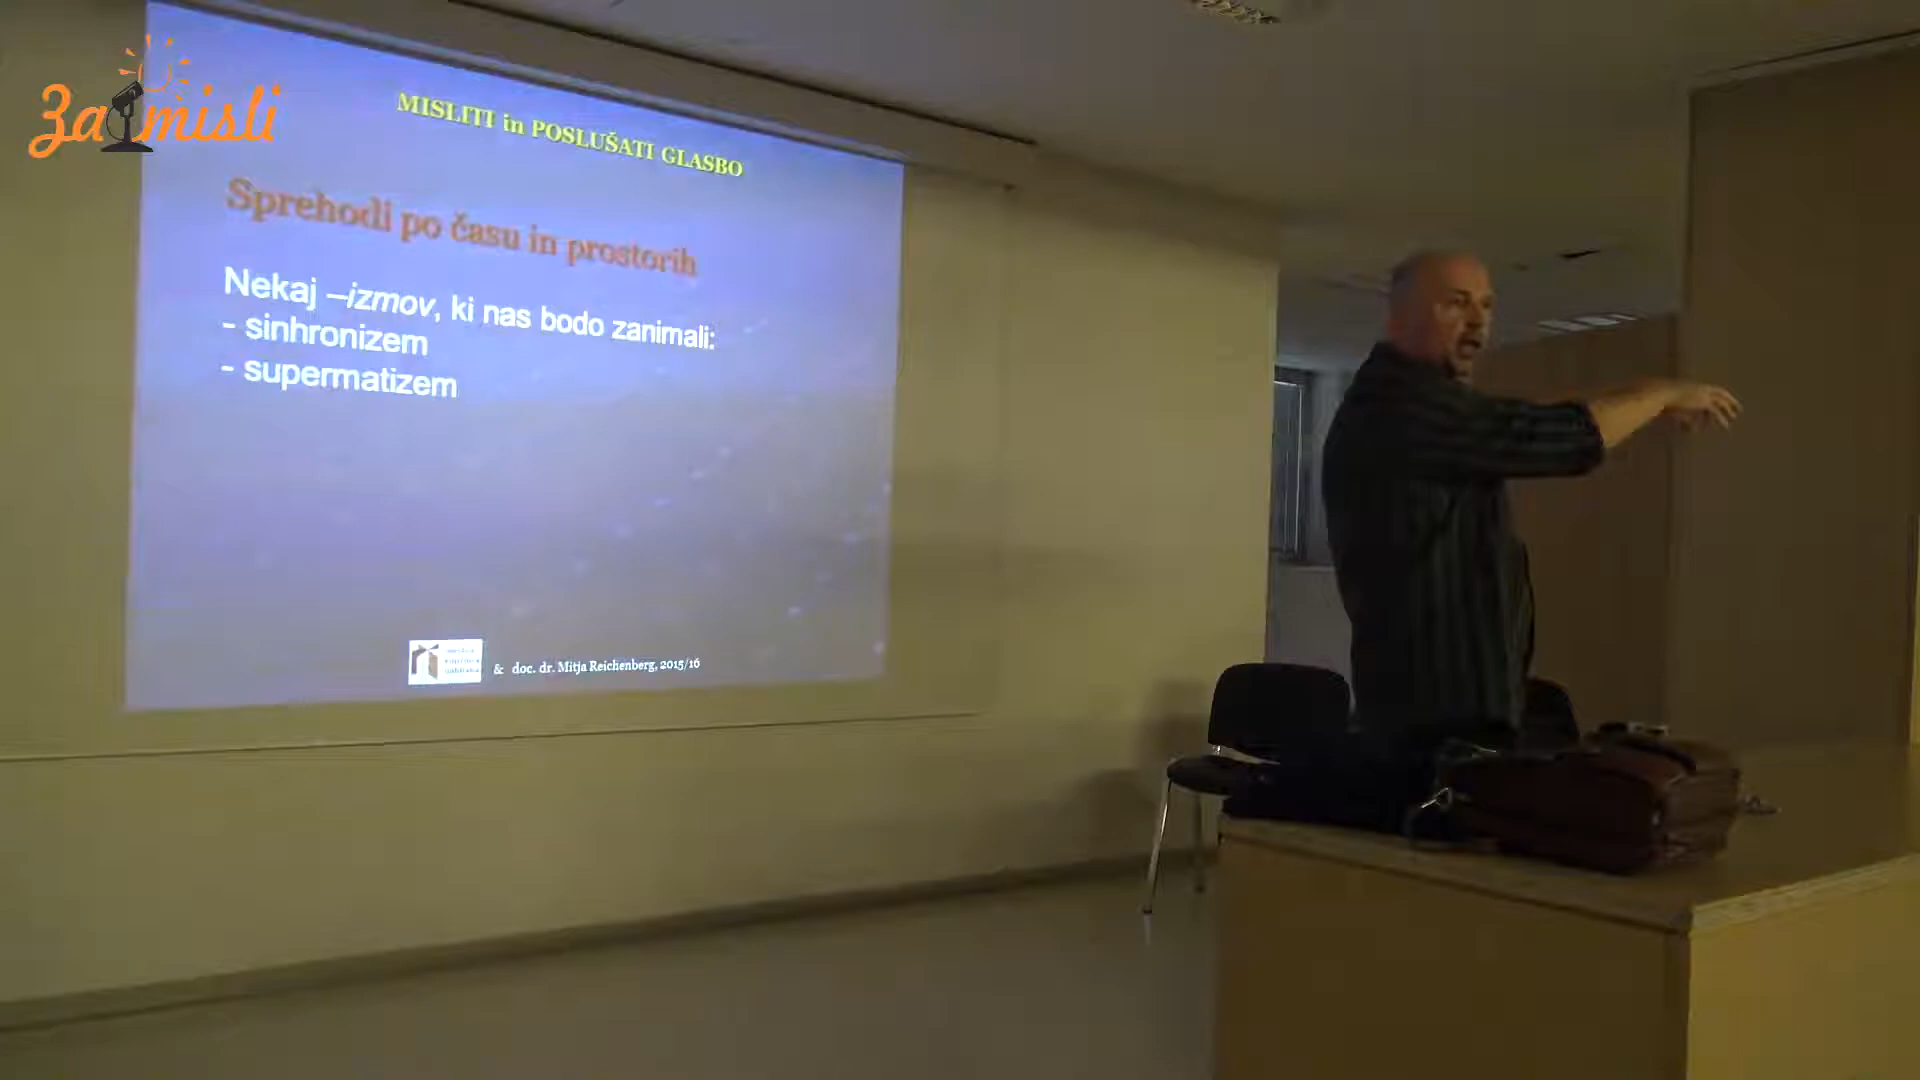 Zamisli
MISLITI in POSLUŠATI GLASBO
Sprehodi po času in prostorih
Nekaj –izmov, ki nas bodo zanimali:
- sinhronizem
- supermatizem
& doc. dr. Mitja Reichenberg, 2015/16